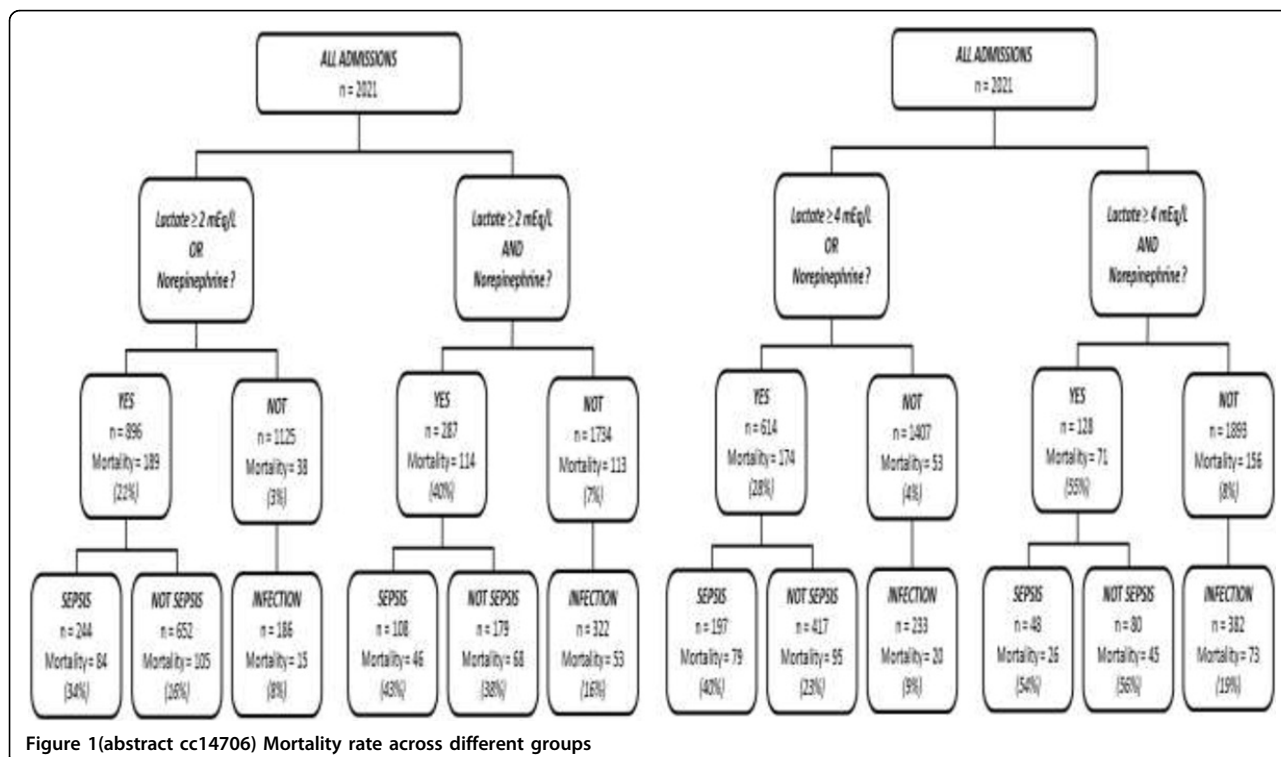 ALL ADMISSIONS
n = 2021
Lactate ≥ 2 mEq/L
OR
Norepinephrine ?
Lactate ≥ 2 mEq/L
AND
Norepinephrine ?
YES
n = 896
Mortality = 189
(21%)
NOT
n = 1125
Mortality = 38
(3%)
YES
n = 287
Mortality = 114
(40%)
NOT
n = 1734
Mortality = 113
(7%)
SEPSIS
n = 244
Mortality = 84
(34%)
NOT SEPSIS
n = 652
Mortality = 105
(16%)
INFECTION
n = 186
Mortality = 15
(8%)
SEPSIS
n = 108
Mortality = 46
(43%)
NOT SEPSIS
n = 179
Mortality = 68
(38%)
INFECTION
n = 322
Mortality = 53
(16%)
ALL ADMISSIONS
n = 2021
Lactate ≥ 4 mEq/L
OR
Norepinephrine ?
Lactate ≥ 4 mEq/L
AND
Norepinephrine ?
YES
n = 614
Mortality = 174
(28%)
NOT
n = 1407
Mortality = 53
(4%)
YES
n = 128
Mortality = 71
(55%)
NOT
n = 1893
Mortality = 156
(8%)
SEPSIS
n = 197
Mortality = 79
(40%)
NOT SEPSIS
n = 417
Mortality = 95
(23%)
INFECTION
n = 233
Mortality = 20
(9%)
SEPSIS
n = 48
Mortality = 26
(54%)
NOT SEPSIS
n = 80
Mortality = 45
(56%)
INFECTION
n = 382
Mortality = 73
(19%)
Figure 1(abstract cc14706) Mortality rate across different groups